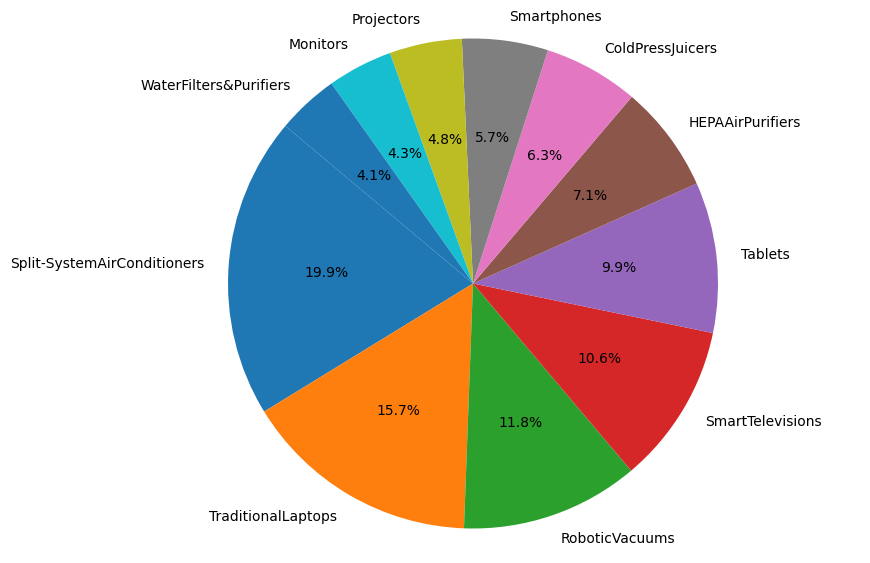 Projectors
Smartphones
Monitors
ColdPressJuicers
WaterFilters&Purifiers
HEPAAirPurifiers
5.7%
4.8%
4.3%
6.3%
4.1%
7.1%
Tablets
Split-SystemAirConditioners
9.9%
19.9%
10.6%
15.7%
11.8%
SmartTelevisions
TraditionalLaptops
RoboticVacuums